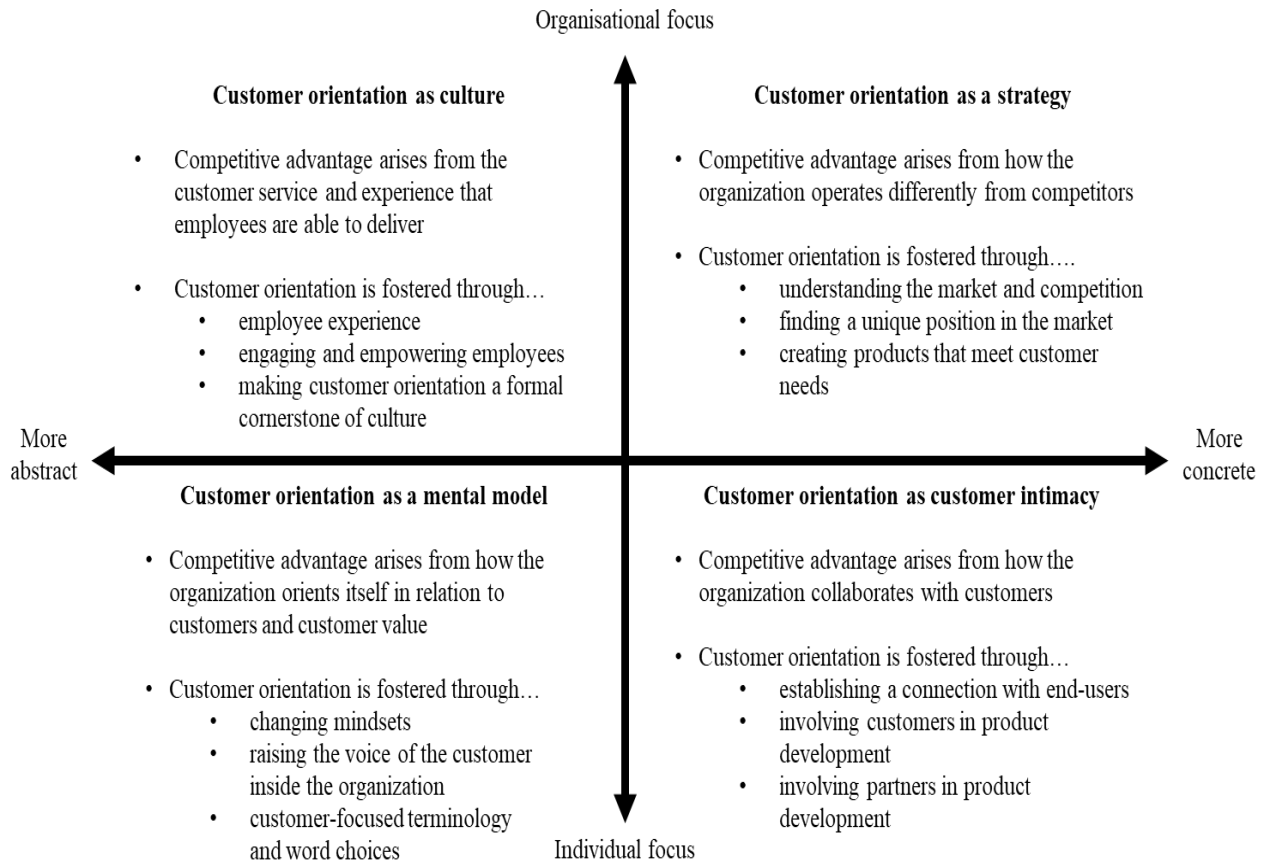 Organisational focus
Customer orientation as culture
• Competitive advantage arises from the
customer service and experience that
employees are able to deliver
• Customer orientation is fostered through…
• employee experience
• engaging and empowering employees
• making customer orientation a formal
cornerstone of culture
Customer orientation as a strategy
• Competitive advantage arises from how the
organization operates differently from competitors
• Customer orientation is fostered through….
• understanding the market and competition
• finding a unique position in the market
• creating products that meet customer
needs
More
abstract
More
concrete
Customer orientation as a mental model
• Competitive advantage arises from how the
organization orients itself in relation to
customers and customer value
• Customer orientation is fostered through…
• changing mindsets
• raising the voice of the customer
inside the organization
• customer-focused terminology
and word choices
Customer orientation as customer intimacy
• Competitive advantage arises from how the
organization collaborates with customers
• Customer orientation is fostered through…
• establishing a connection with end-users
• involving customers in product
development
• involving partners in product
development
Individual focus